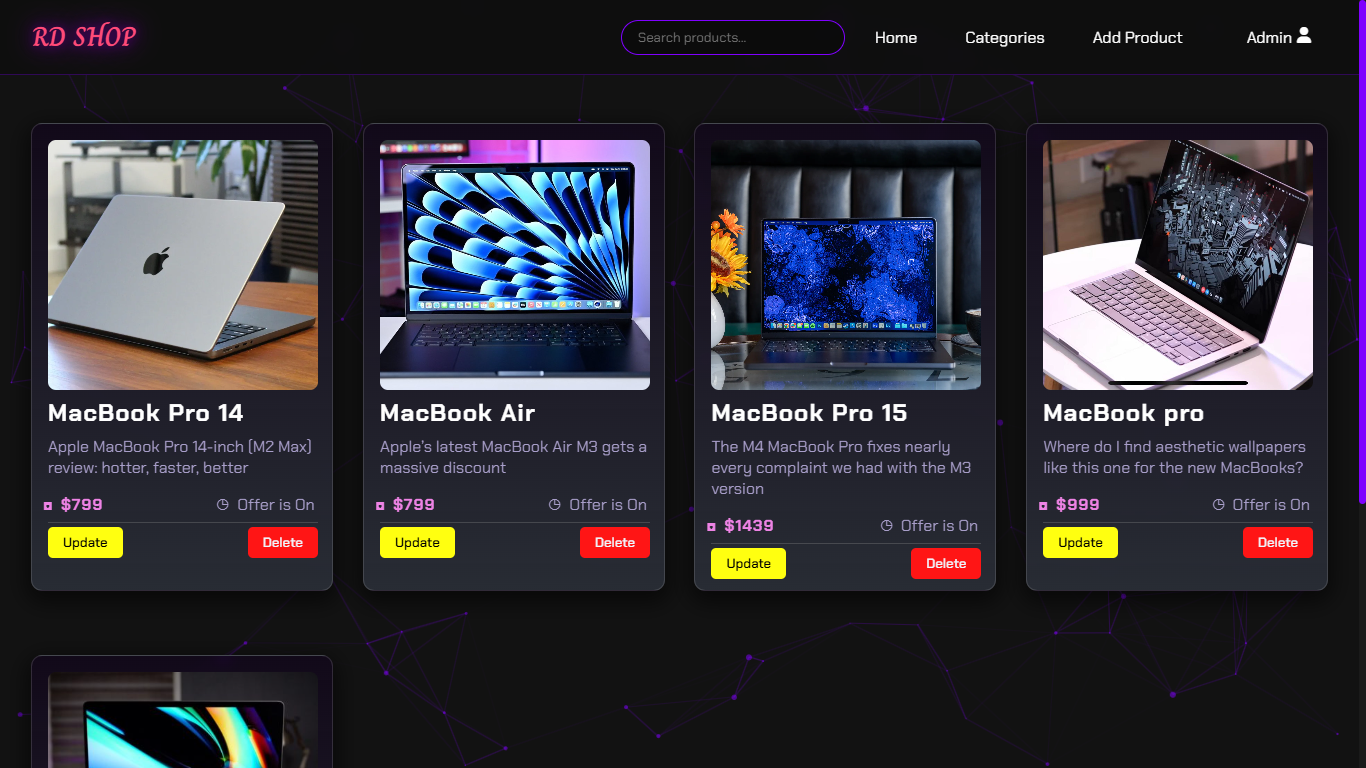 RD SHOP
Search products...
Home
Categories
Add Product
Admin
MacBook Pro 14
Apple MacBook Pro 14-inch (M2 Max)
review: hotter, faster, better
$799
Offer is On
Update
Delete
MacBook Air
Apple's latest MacBook Air M3 gets a
massive discount
$799
Offer is On
Update
Delete
MacBook Pro 15
The M4 MacBook Pro fixes nearly
every complaint we had with the M3
version
$1439
Offer is On
Update
Delete
MacBook pro
Where do I find aesthetic wallpapers
like this one for the new MacBooks?
$999
Offer is On
Update
Delete